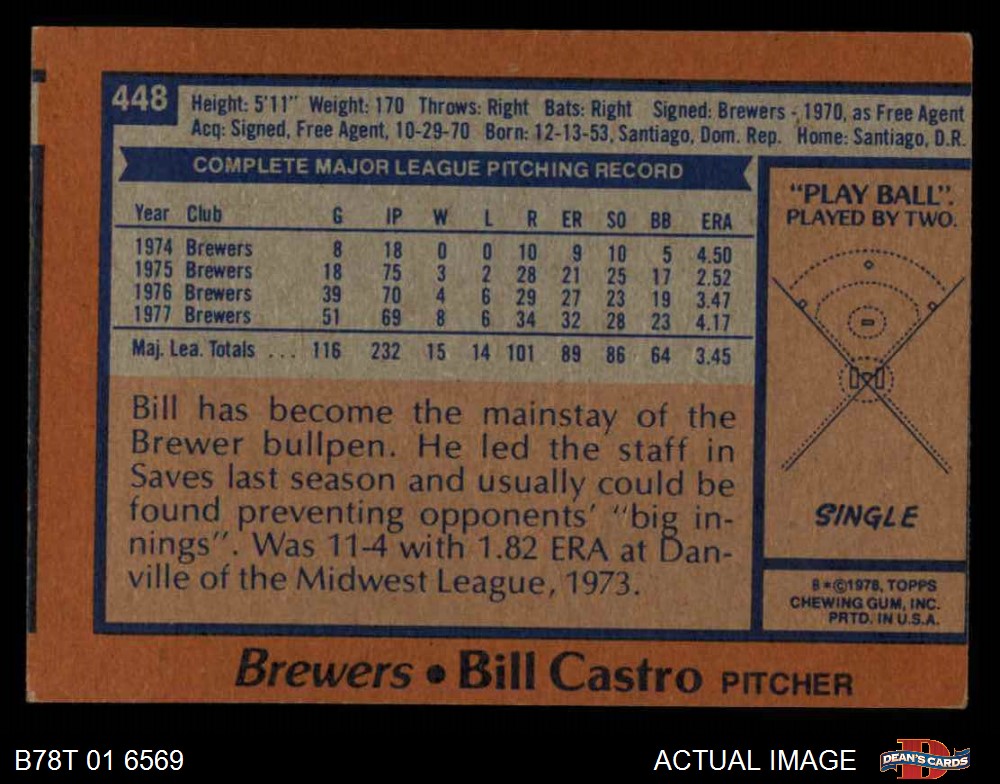 448
Height: 5'11" Weight: 170 Throws: Right Bats: Right Signed: Brewers - 1970, as Free Agent
Acq: Signed, Free Agent, 10-29-70 Born: 12-13-53, Santiago, Dom. Rep. Home: Santiago, D.R.
COMPLETE MAJOR LEAGUE PITCHING RECORD
Year Club G IP W L R ER SO BB ERA
1974 Brewers 8 18 0 0 10 9 10 5 4.50
1975 Brewers 18 75 3 2 28 21 25 17 2.52
1976 Brewers 39 70 4 6 29 27 23 19 3.47
1977 Brewers 51 69 8 6 34 32 28 23 4.17
Maj. Lea. Totals ... 116 232 15 14 101 89 86 64 3.45
Bill has become the mainstay of the
Brewer bullpen. He led the staff in
Saves last season and usually could be
found preventing opponents' "big in-
nings". Was 11-4 with 1.82 ERA at Dan-
ville of the Midwest League, 1973.
"PLAY BALL".
PLAYED BY TWO.
SINGLE
B*©1978, TOPPS
CHEWING GUM, INC.
PRTD. IN U.S.A.
Brewers • Bill Castro PITCHER
B78T 01 6569
ACTUAL IMAGE
D
DEAN'S CARDS